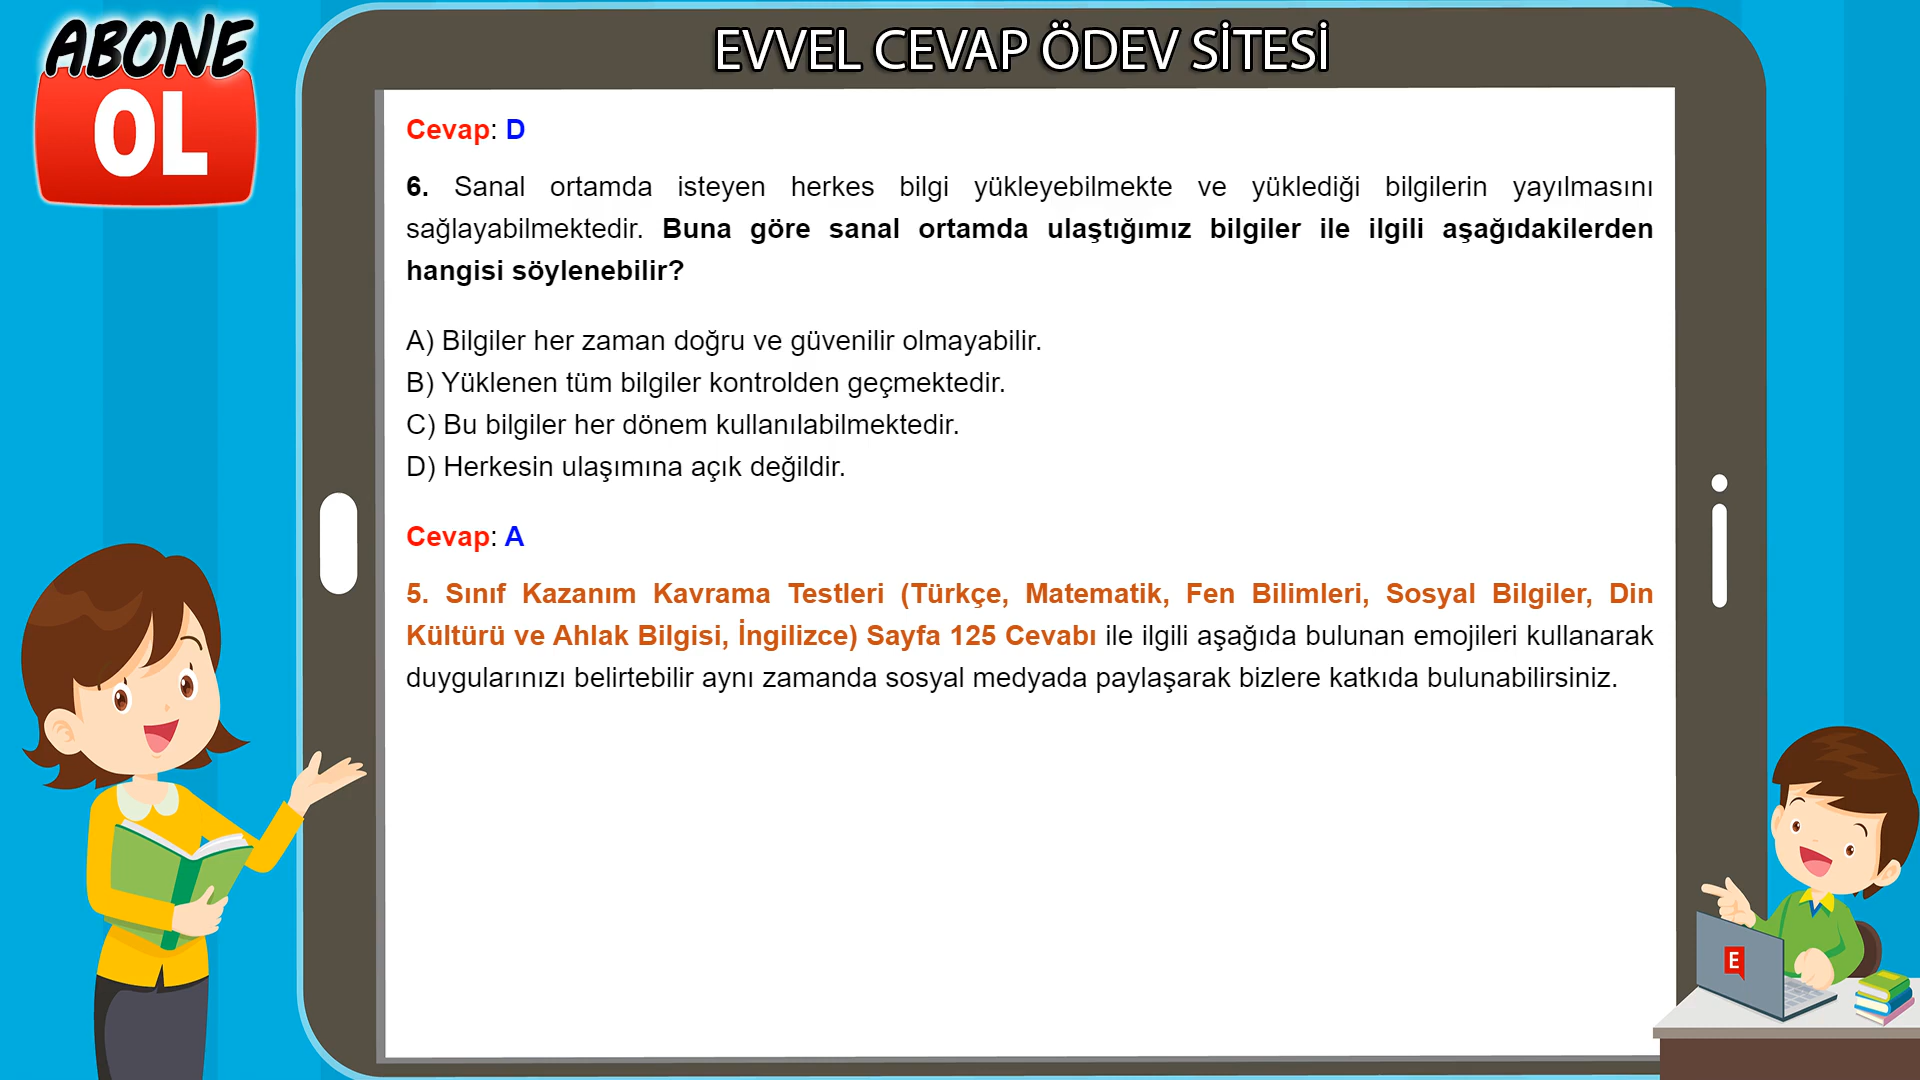 ABONE
OL
EVVEL CEVAP ÖDEV SİTESİ
Cevap: D
6. Sanal ortamda isteyen herkes bilgi yükleyebilmekte ve yüklediği bilgilerin yayılmasını
sağlayabilmektedir. Buna göre sanal ortamda ulaştığımız bilgiler ile ilgili aşağıdakilerden
hangisi söylenebilir?
A) Bilgiler her zaman doğru ve güvenilir olmayabilir.
B) Yüklenen tüm bilgiler kontrolden geçmektedir.
C) Bu bilgiler her dönem kullanılabilmektedir.
D) Herkesin ulaşımına açık değildir.
Cevap: A
5. Sınıf Kazanım Kavrama Testleri (Türkçe, Matematik, Fen Bilimleri, Sosyal Bilgiler, Din
Kültürü ve Ahlak Bilgisi, İngilizce) Sayfa 125 Cevabı ile ilgili aşağıda bulunan emojileri kullanarak
duygularınızı belirtebilir aynı zamanda sosyal medyada paylaşarak bizlere katkıda bulunabilirsiniz.
E